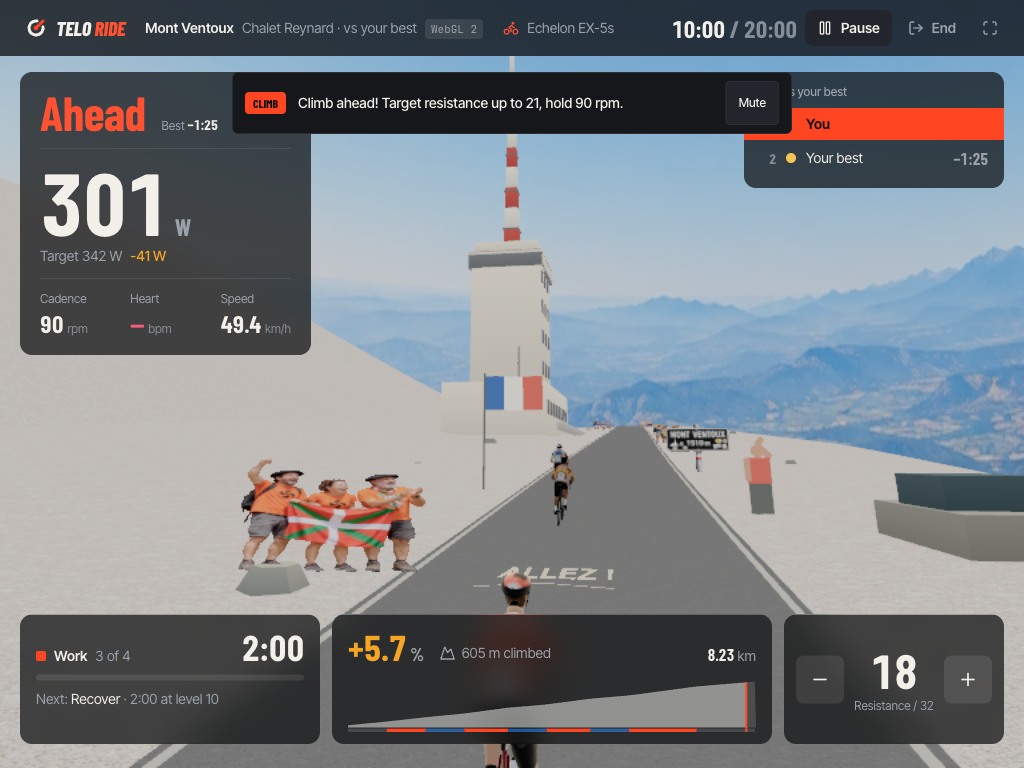 TELO RIDE Mont Ventoux Chalet Reynard · vs your best WebGL 2 Echelon EX-5s 10:00 / 20:00 Pause End
CLIMB Climb ahead! Target resistance up to 21, hold 90 rpm. Mute
s your best
Ahead Best −1:25
You
2 Your best −1:25
301 W
Target 342 W -41 W
Cadence Heart Speed
90 rpm – bpm 49.4 km/h
MONT VENTOUX
1910m
ALLEZ !
Work 3 of 4 2:00
Next: Recover · 2:00 at level 10
+5.7 % 605 m climbed 8.23 km
− 18 +
Resistance / 32